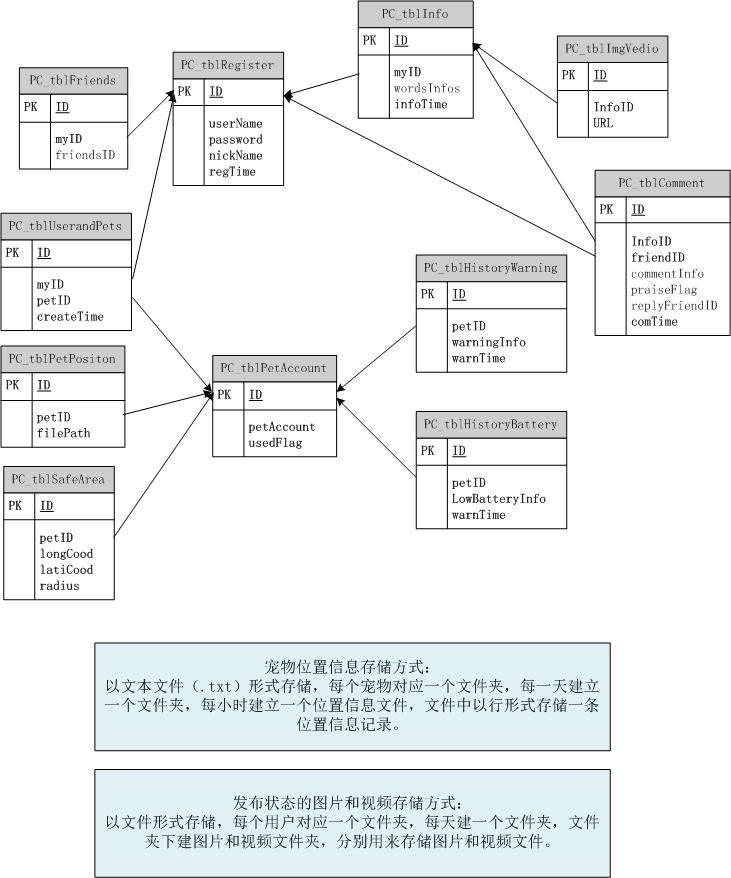 PC_tblInfo
PK ID
myID
wordsInfos
infoTime
PC_tblImgVedio
PK ID
InfoID
URL
PC_tblRegister
PK ID
userName
password
nickName
regTime
PC_tblFriends
PK ID
myID
friendsID
PC_tblComment
PK ID
InfoID
friendID
commentInfo
praiseFlag
replyFriendID
comTime
PC_tblUserandPets
PK ID
myID
petID
createTime
PC_tblHistoryWarning
PK ID
petID
warningInfo
warnTime
PC_tblPetPositon
PK ID
petID
filePath
PC_tblPetAccount
PK ID
petAccount
usedFlag
PC_tblHistoryBattery
PK ID
petID
LowBatteryInfo
warnTime
PC_tblSafeArea
PK ID
petID
longCood
latiCood
radius
宠物位置信息存储方式：
以文本文件（.txt）形式存储，每个宠物对应一个文件夹，每一天建立
一个文件夹，每小时建立一个位置信息文件，文件中以行形式存储一条
位置信息记录。
发布状态的图片和视频存储方式：
以文件形式存储，每个用户对应一个文件夹，每天建一个文件夹，文件
夹下建图片和视频文件夹，分别用来存储图片和视频文件。